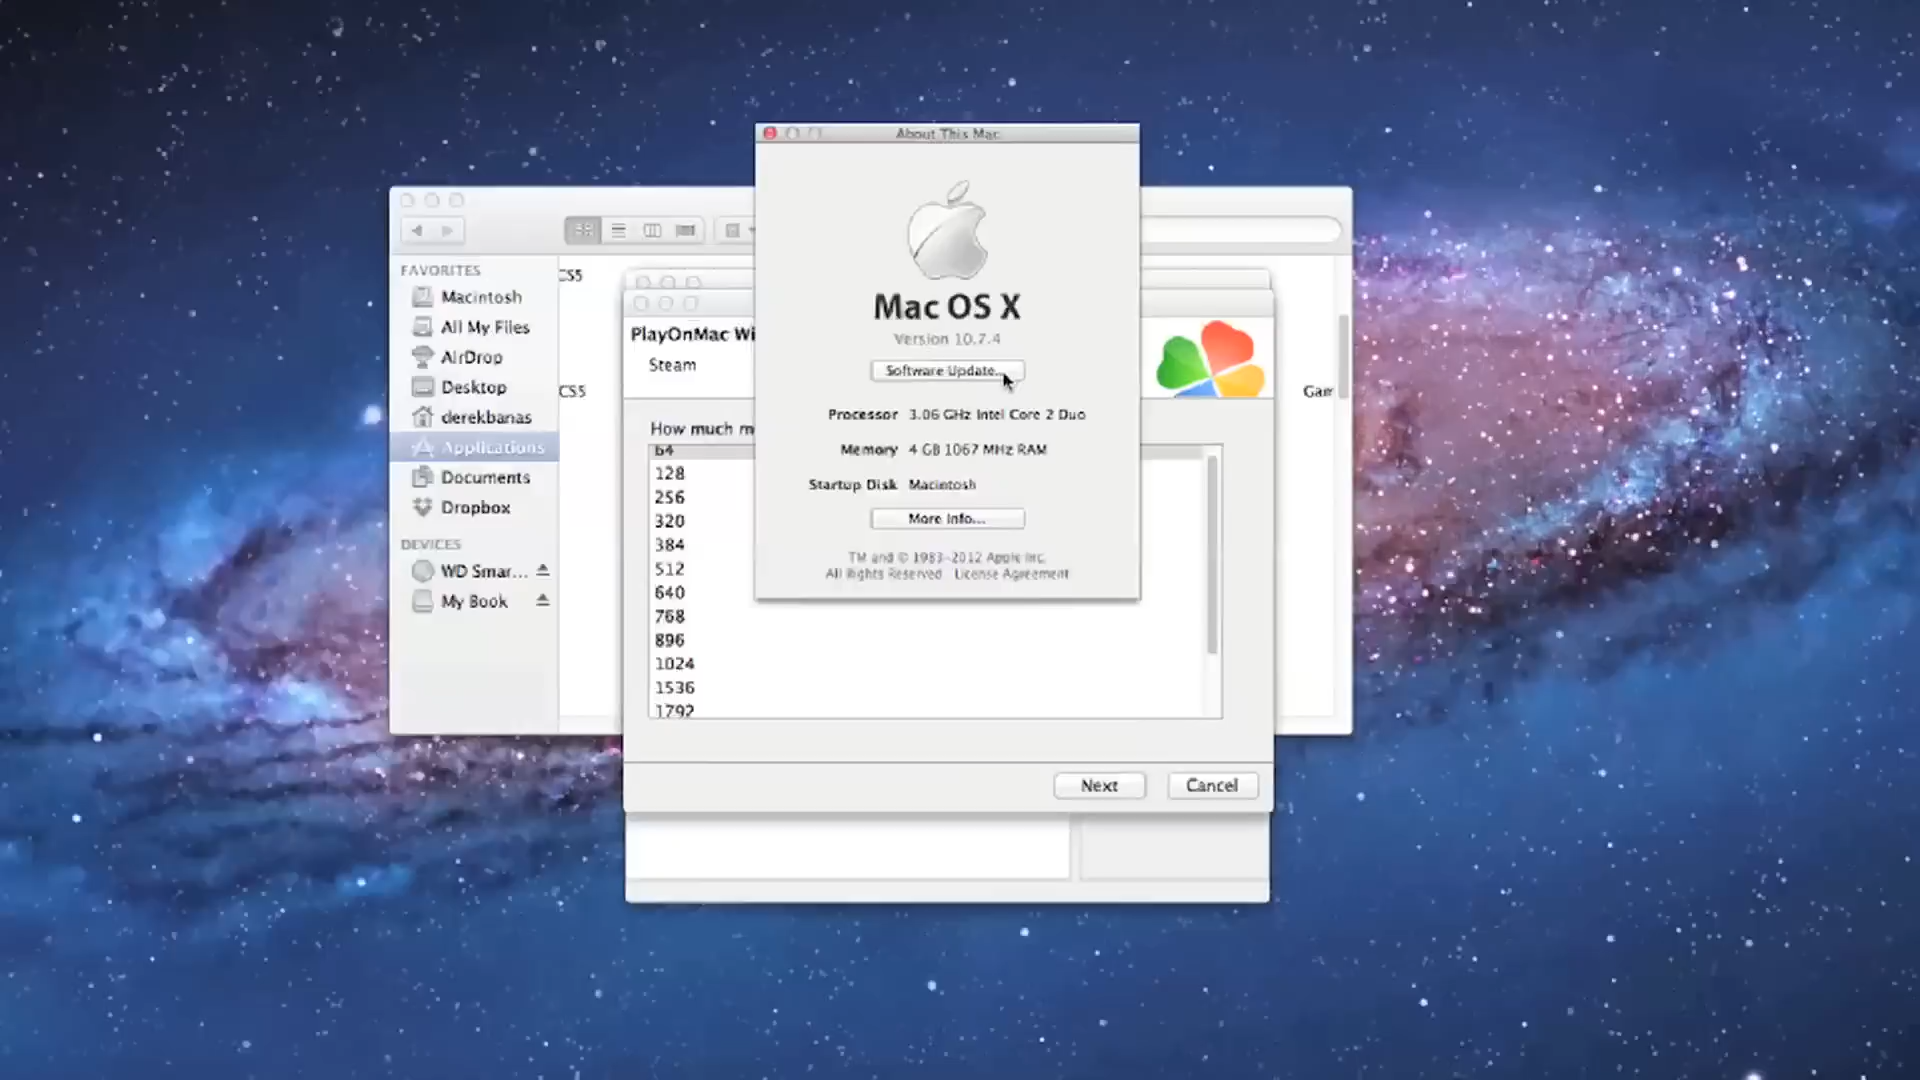 About This Mac
Mac OS X
Version 10.7.4
Software Update...
Processor 3.06 GHz Intel Core 2 Duo
Memory 4 GB 1067 MHz RAM
Startup Disk Macintosh
More Info...
TM and © 1983-2012 Apple Inc.
All Rights Reserved License Agreement
FAVORITES
Macintosh
All My Files
AirDrop
Desktop
derekbanas
Applications
Documents
Dropbox
DEVICES
WD Smar...
My Book
CS5
CS5
Gam
PlayOnMac Wi
Steam
How much m
64
128
256
320
384
512
640
768
896
1024
1536
1792
Next
Cancel